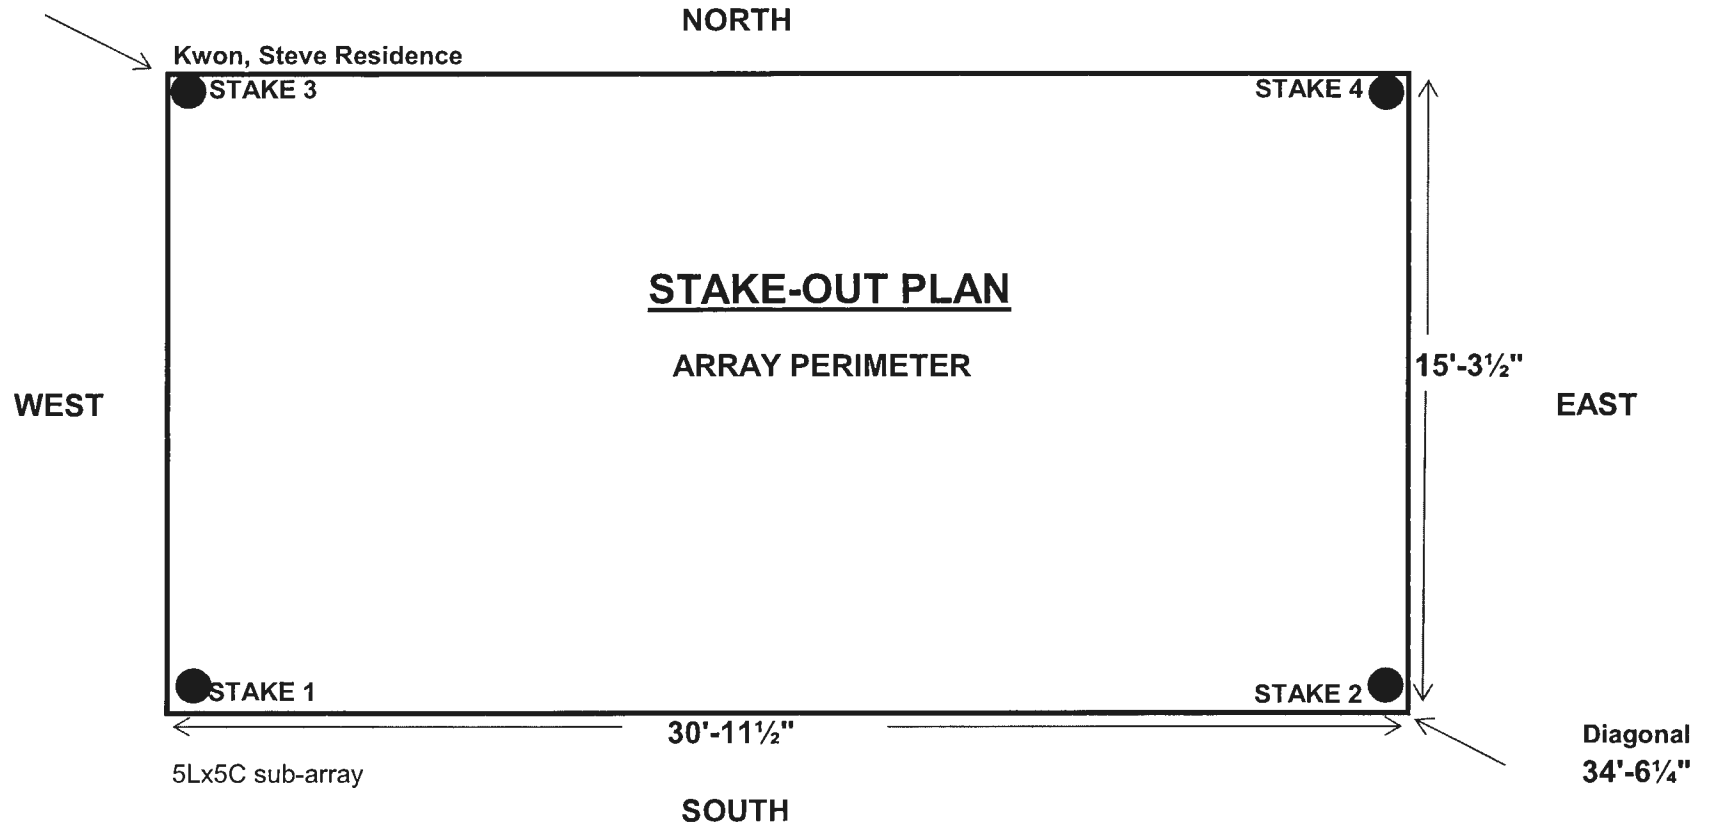 NORTH
Kwon, Steve Residence
STAKE 3
STAKE 4
STAKE-OUT PLAN
ARRAY PERIMETER
15'-3½"
WEST
EAST
STAKE 1
STAKE 2
30'-11½"
Diagonal
34'-6¼"
5Lx5C sub-array
SOUTH